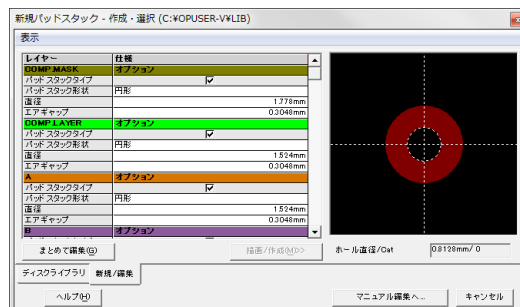 新規パッドスタック - 作成・選択 (C:¥OPUSER-V¥LIB)
表示
レイヤー 仕様
COMP.MASK オプション
パッド スタックタイプ
パッドスタック形状 円形
直径 1.778mm
エアギャップ 0.3048mm
COMP.LAYER オプション
パッド スタックタイプ
パッドスタック形状 円形
直径 1.524mm
エアギャップ 0.3048mm
A オプション
パッド スタックタイプ
パッドスタック形状 円形
直径 1.524mm
エアギャップ 0.3048mm
B オプション
まとめて編集(G) 描画/作成(M)>> ホール直径/Cat 0.8128mm/ 0
ディスクライブラリ 新規/編集
ヘルプ(H) マニュアル編集へ... キャンセル